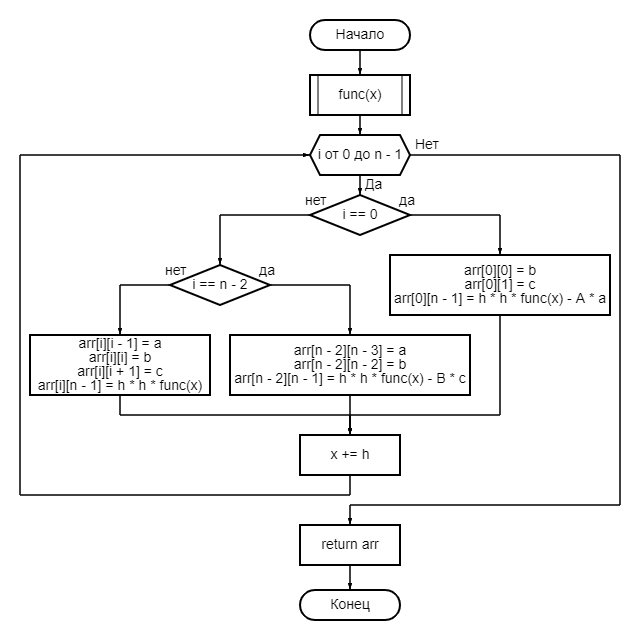 Начало
func(x)
i от 0 до n - 1
Нет
Да
нет
i == 0
да
нет
i == n - 2
да
arr[0][0] = b
arr[0][1] = c
arr[0][n - 1] = h * h * func(x) - A * a
arr[i][i - 1] = a
arr[i][i] = b
arr[i][i + 1] = c
arr[i][n - 1] = h * h * func(x)
arr[n - 2][n - 3] = a
arr[n - 2][n - 2] = b
arr[n - 2][n - 1] = h * h * func(x) - B * c
x += h
return arr
Конец